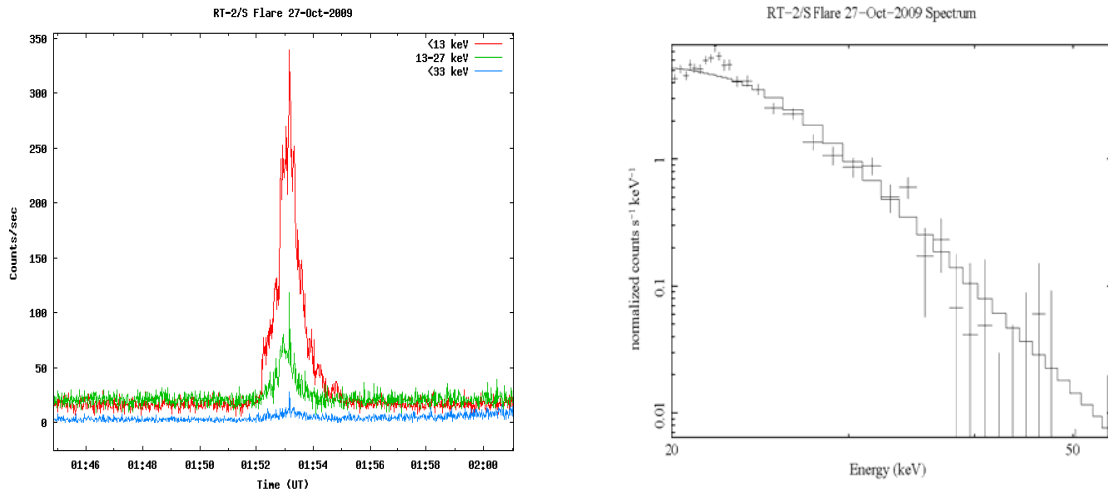 RT-2/S Flare 27-Oct-2009
350
300
250
200
150
100
50
0
Counts/sec
<13 keV
13-27 keV
<33 keV
01:46
01:48
01:50
01:52
01:54
01:56
01:58
02:00
Time (UT)
RT-2/S Flare 27-Oct-2009 Spectrum
normalized counts s⁻¹ keV⁻¹
1
0.1
0.01
20
50
Energy (keV)